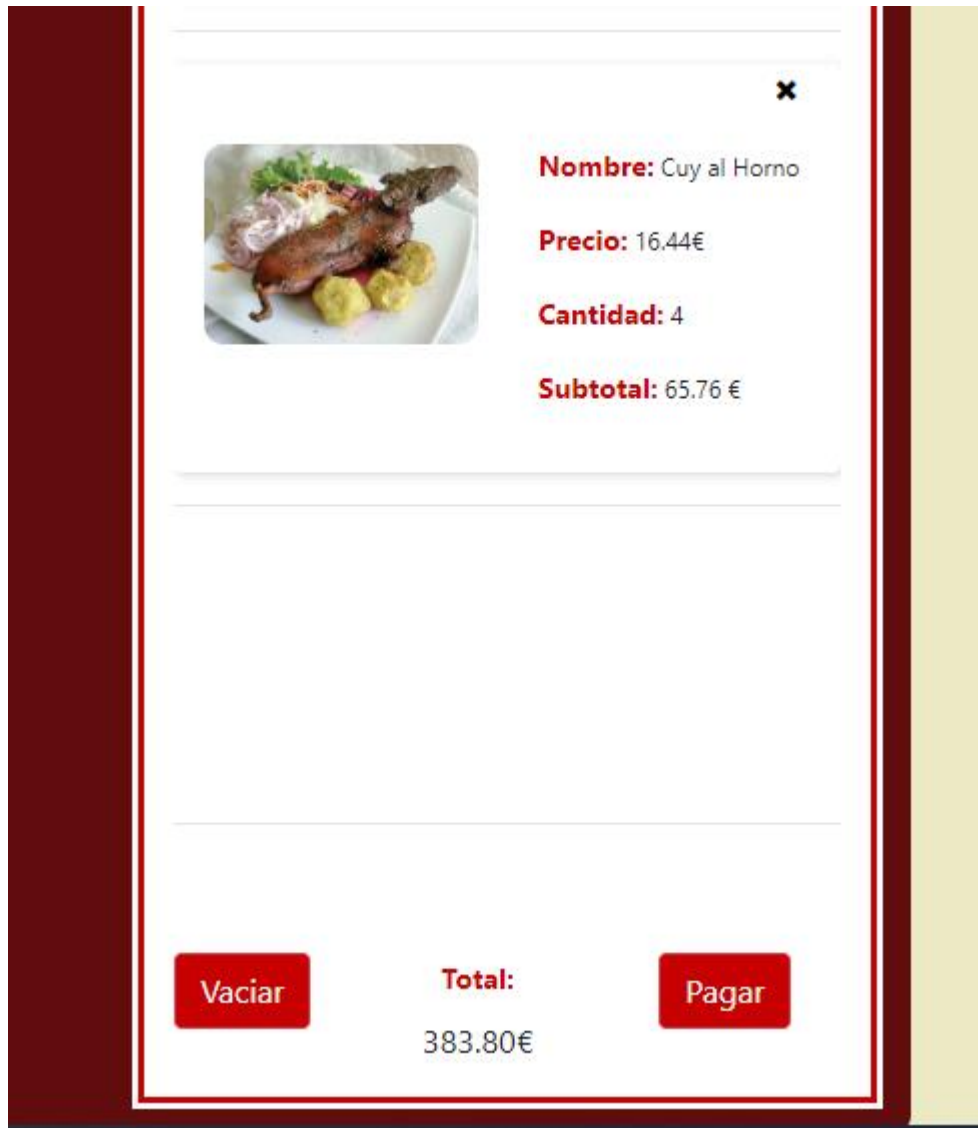 ✖
Nombre: Cuy al Horno
Precio: 16.44€
Cantidad: 4
Subtotal: 65.76 €
Vaciar
Total:
383.80€
Pagar